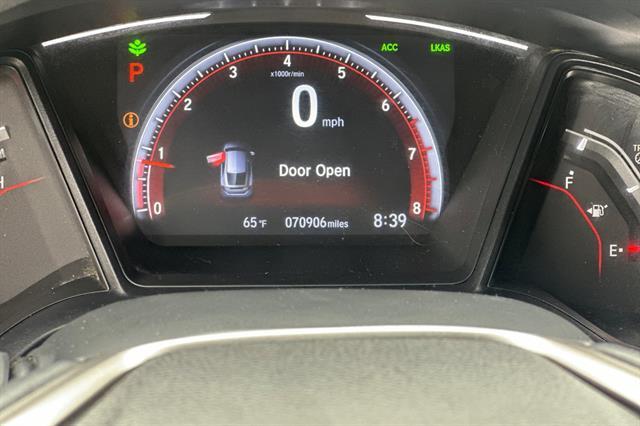 ACC LKAS
P
x1000r/min
0 1 2 3 4 5 6 7 8
0 mph
Door Open
65°F 070906miles 8:39
H
F
E